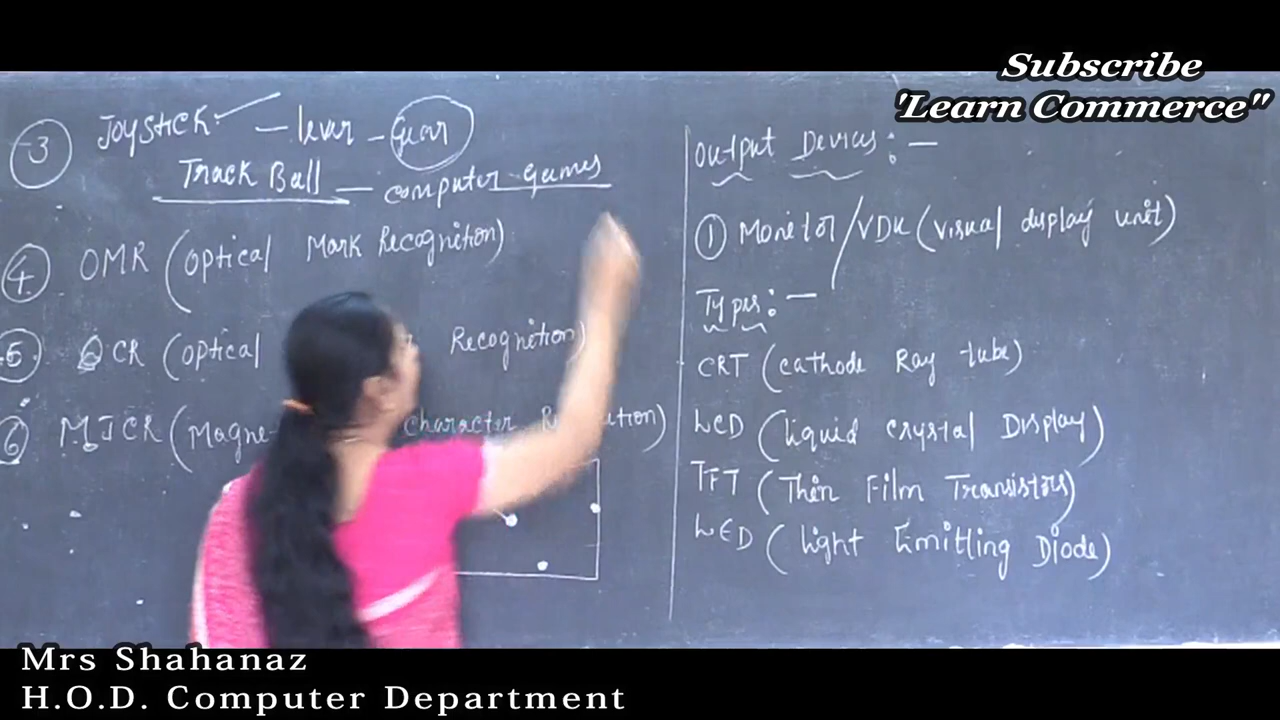 Subscribe
'Learn Commerce"
3 Joystick - lever - Gear
Track Ball - computer games
4 OMR (Optical Mark Recognition)
5. OCR (Optical Recognition)
6 MICR (Magne character
Output Devices :-
1 Monitor / VDU (visual display unit)
Types :-
CRT (cathode Ray tube)
LCD (liquid crystal Display)
TFT (Thin Film Transistors)
LED (light Emitting Diode)
Mrs Shahanaz
H.O.D. Computer Department